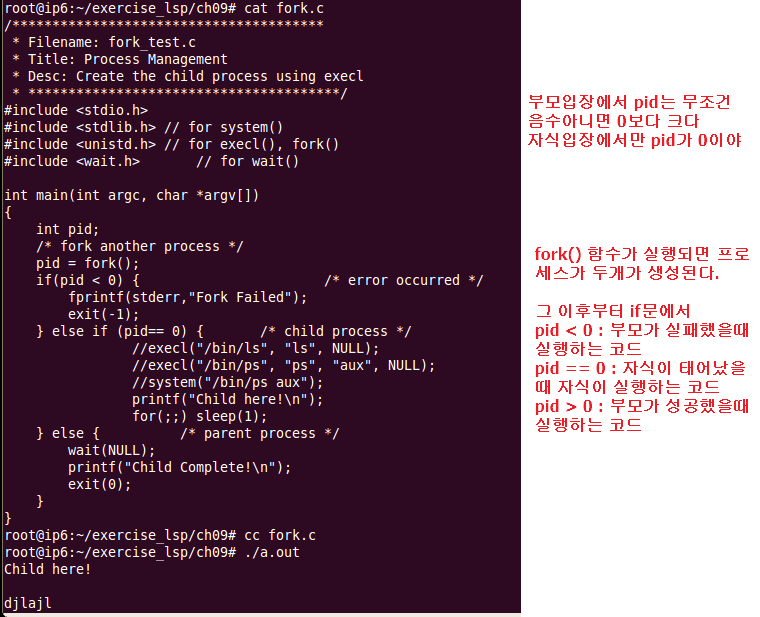 root@ip6:~/exercise_lsp/ch09# cat fork.c
/***************************************
 * Filename: fork_test.c
 * Title: Process Management
 * Desc: Create the child process using execl
 * ***************************************/
#include <stdio.h>
#include <stdlib.h> // for system()
#include <unistd.h> // for execl(), fork()
#include <wait.h>       // for wait()
int main(int argc, char *argv[])
{
    int pid;
    /* fork another process */
    pid = fork();
    if(pid < 0) {                       /* error occurred */
        fprintf(stderr,"Fork Failed");
        exit(-1);
    } else if (pid== 0) {       /* child process */
                //execl("/bin/ls", "ls", NULL);
                //execl("/bin/ps", "ps", "aux", NULL);
                //system("/bin/ps aux");
                printf("Child here!\n");
                for(;;) sleep(1);
    } else {          /* parent process */
        wait(NULL);
        printf("Child Complete!\n");
        exit(0);
    }
}
root@ip6:~/exercise_lsp/ch09# cc fork.c
root@ip6:~/exercise_lsp/ch09# ./a.out
Child here!
djlajl
부모입장에서 pid는 무조건
음수아니면 0보다 크다
자식입장에서만 pid가 0이야
fork() 함수가 실행되면 프로
세스가 두개가 생성된다.
그 이후부터 if문에서
pid < 0 : 부모가 실패했을때
실행하는 코드
pid == 0 : 자식이 태어났을
때 자식이 실행하는 코드
pid > 0 : 부모가 성공했을때
실행하는 코드